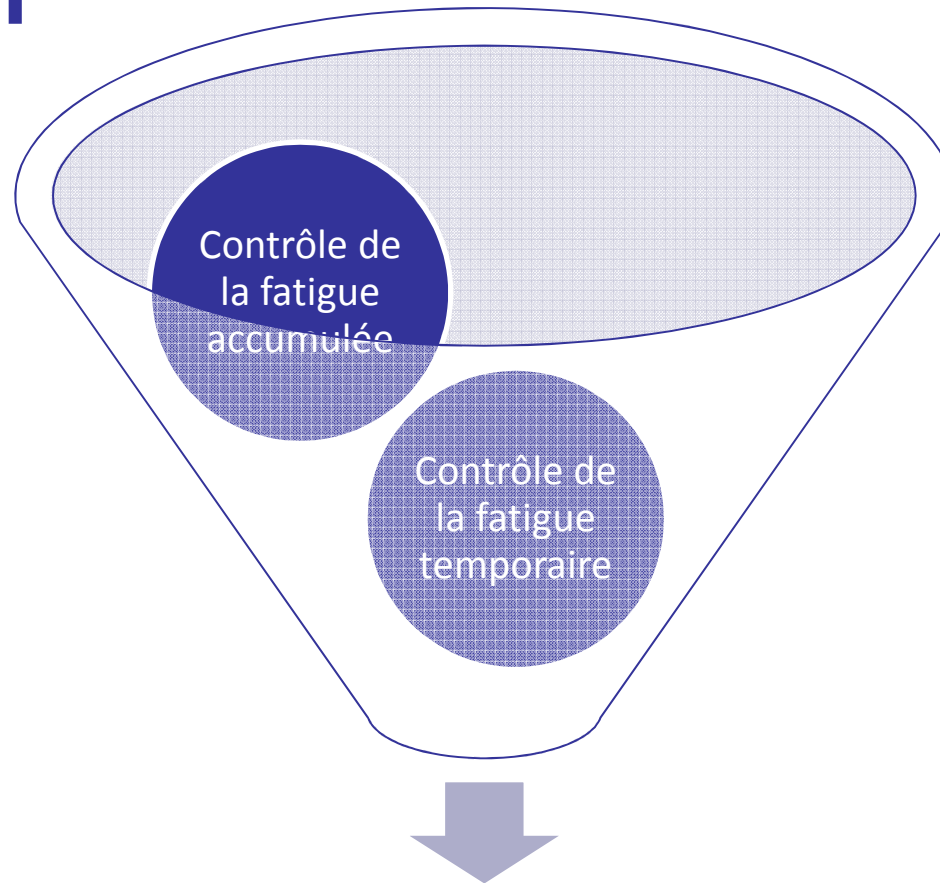 Contrôle de
la fatigue
accumulée
Contrôle de
la fatigue
temporaire